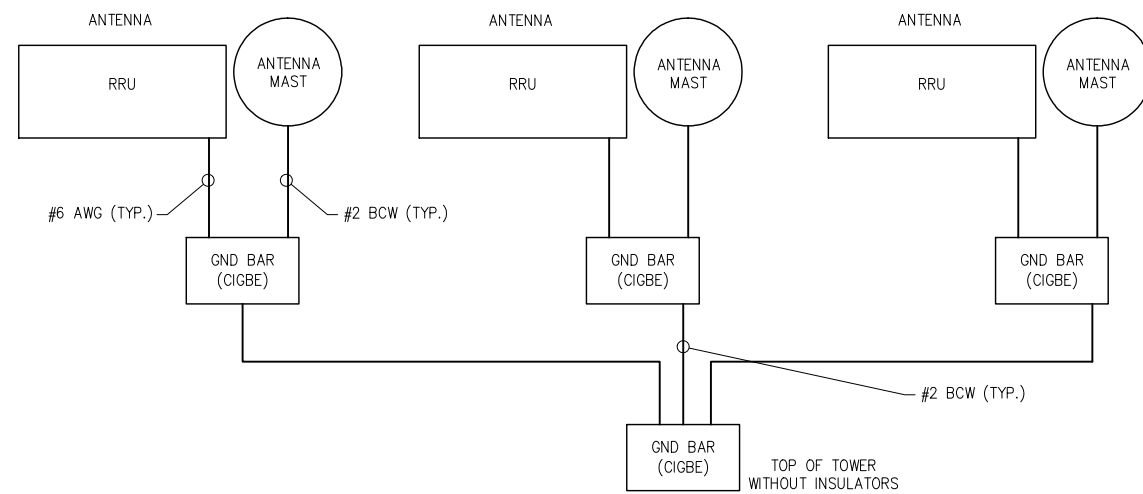 ANTENNA
ANTENNA
ANTENNA
RRU
ANTENNA
MAST
RRU
ANTENNA
MAST
RRU
ANTENNA
MAST
#6 AWG (TYP.)
#2 BCW (TYP.)
GND BAR
(CIGBE)
GND BAR
(CIGBE)
GND BAR
(CIGBE)
#2 BCW (TYP.)
GND BAR
(CIGBE)
TOP OF TOWER
WITHOUT INSULATORS